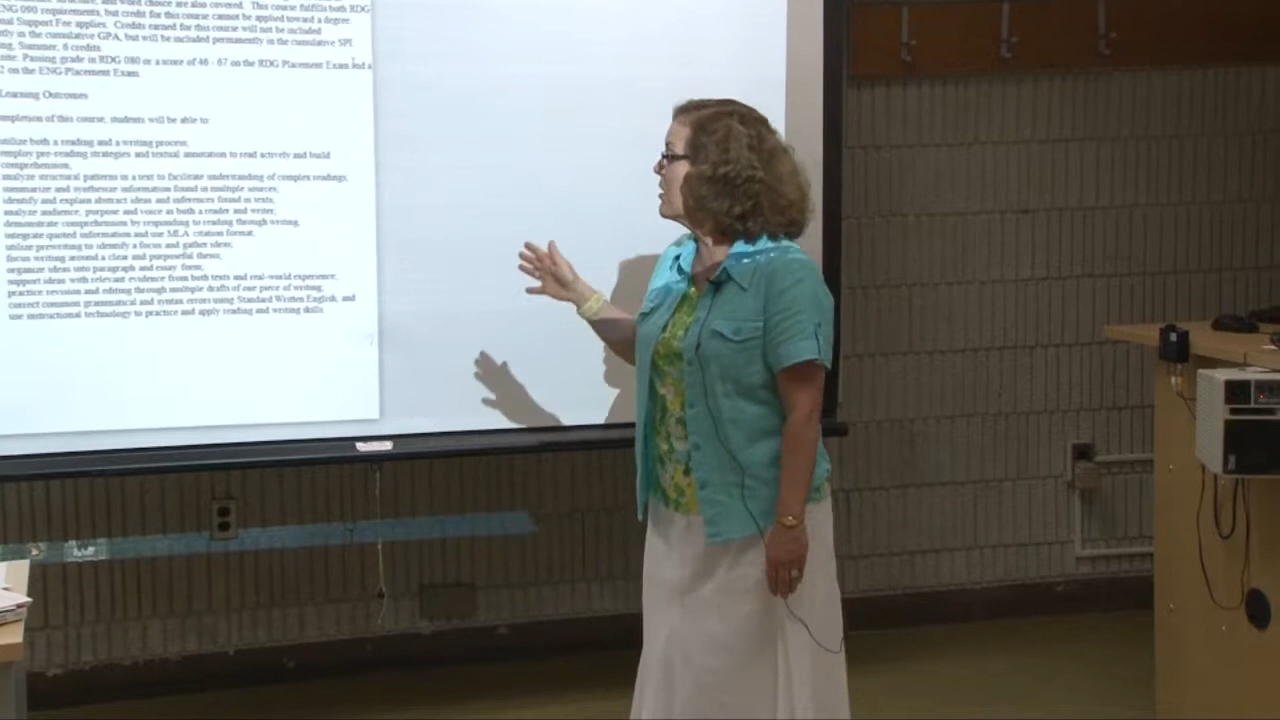 structure, and word choice are also covered. This course fulfills both RDG
ENG 090 requirements, but credit for this course cannot be applied toward a degree.
nal Support Fee applies. Credits earned for this course will not be included
tly in the cumulative GPA, but will be included permanently in the cumulative SPI.
ing, Summer, 6 credits
site: Passing grade in RDG 080 or a score of 46 - 67 on the RDG Placement Exam and a
2 on the ENG Placement Exam
Learning Outcomes
ompletion of this course, students will be able to:
utilize both a reading and a writing process;
employ pre-reading strategies and textual annotation to read actively and build
comprehension;
analyze structural patterns in a text to facilitate understanding of complex readings;
summarize and synthesize information found in multiple sources;
identify and explain abstract ideas and inferences found in texts;
analyze audience, purpose and voice as both a reader and writer;
demonstrate comprehension by responding to reading through writing;
integrate quoted information and use MLA citation format;
utilize prewriting to identify a focus and gather ideas;
focus writing around a clear and purposeful thesis;
organize ideas into paragraph and essay form;
support ideas with relevant evidence from both texts and real-world experience;
practice revision and editing through multiple drafts of one piece of writing;
correct common grammatical and syntax errors using Standard Written English; and
use instructional technology to practice and apply reading and writing skills